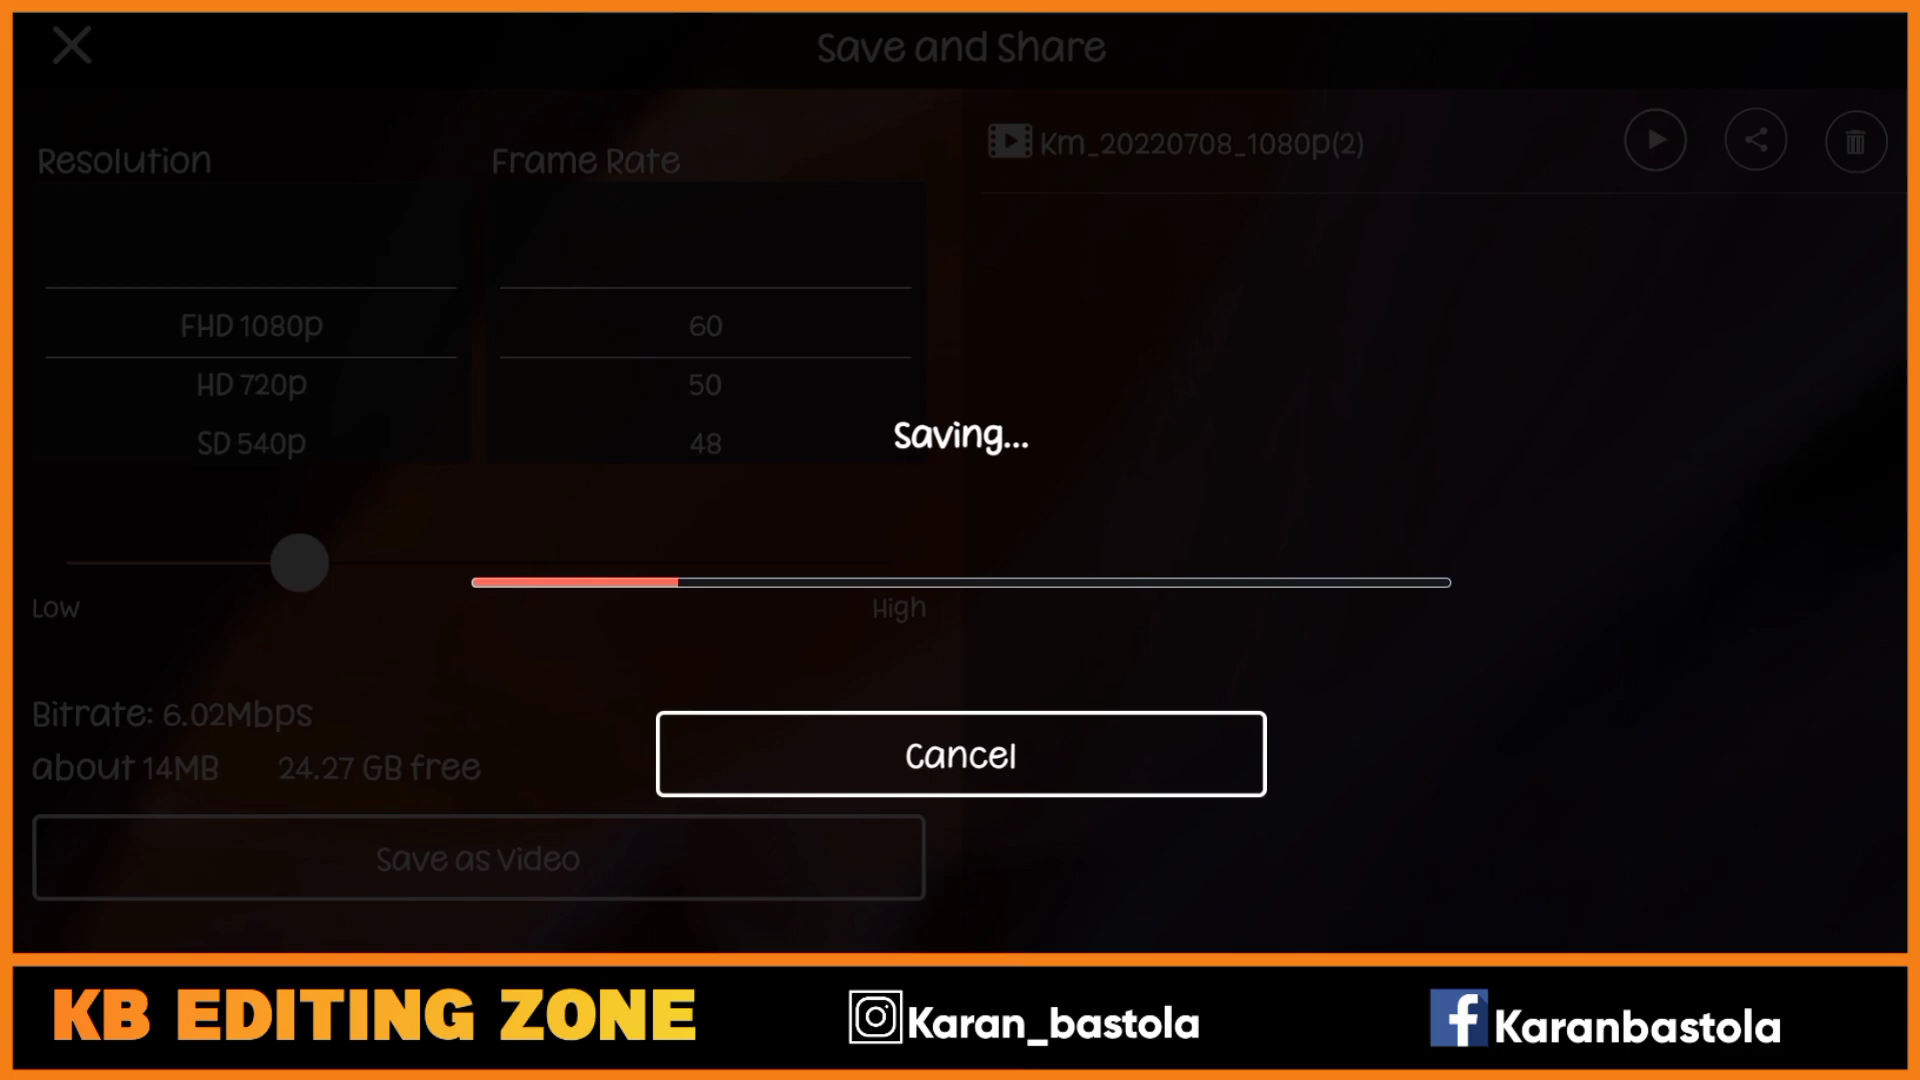 Save and Share
Resolution
Frame Rate
Km_20220708_1080p(2)
FHD 1080p
60
HD 720p
50
SD 540p
48
Saving...
Low
High
Bitrate: 6.02Mbps
about 14MB 24.27 GB free
Cancel
Save as Video
KB EDITING ZONE
Karan_bastola
Karanbastola